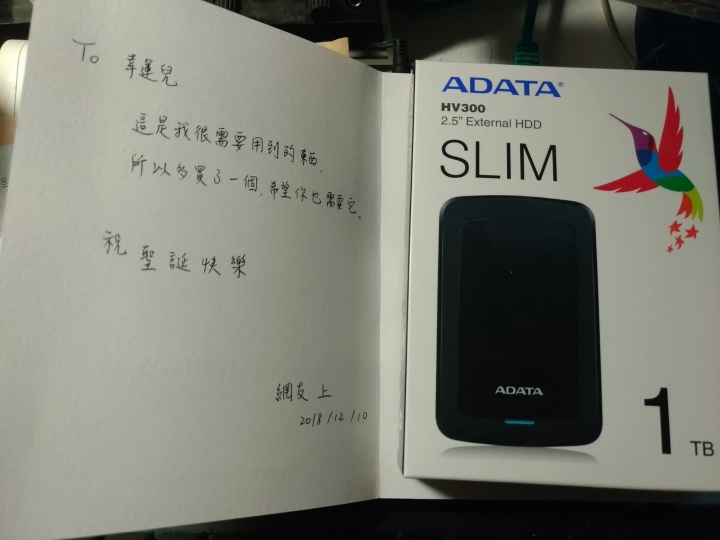 To 幸運兒
這是我很需要用到的東西,
所以多買了一個,希望你也需要它.
祝 聖誕快樂
網友 上
2018/12/10
ADATA®
HV300
2.5" External HDD
SLIM
ADATA
1 TB